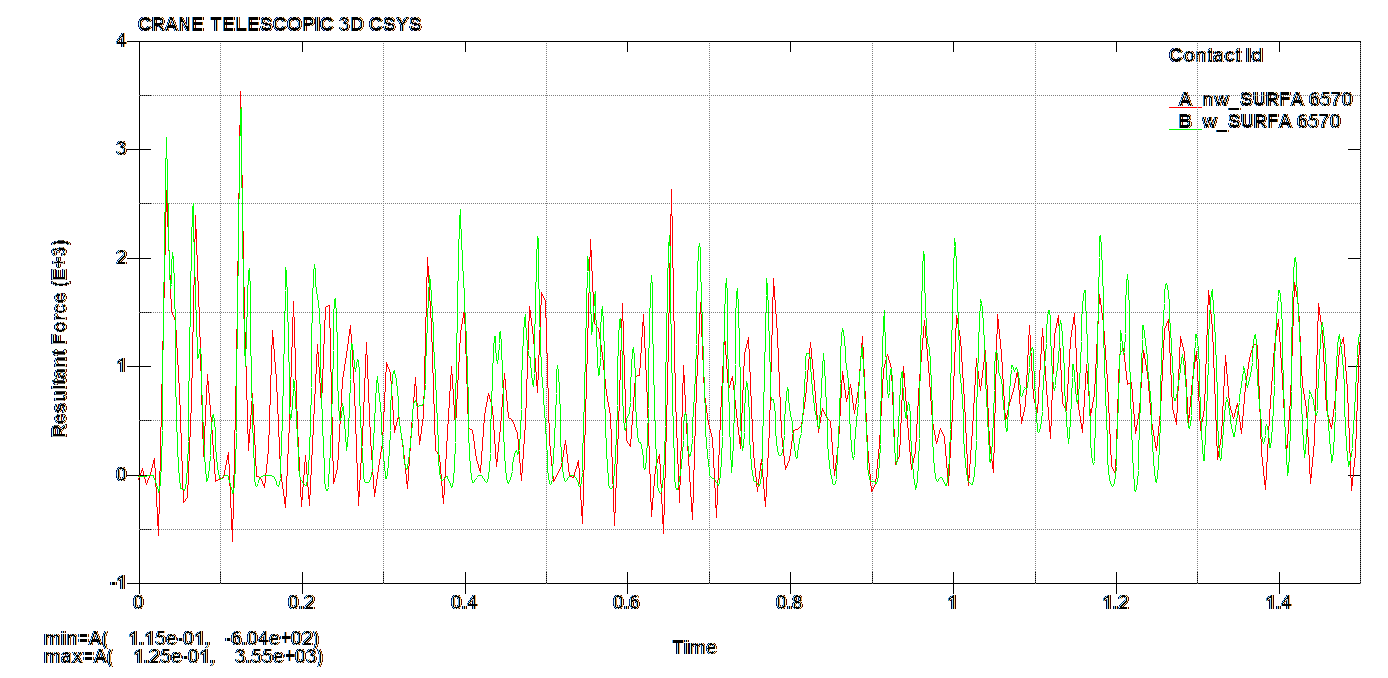 CRANE TELESCOPIC 3D CSYS
Contact Id
A nw_SURFA 6570
B w_SURFA 6570
4
3
2
1
0
-1
Resultant Force (E+3)
0 0.2 0.4 0.6 0.8 1 1.2 1.4
Time
min=A( 1.15e-01, -6.04e+02)
max=A( 1.25e-01, 3.55e+03)